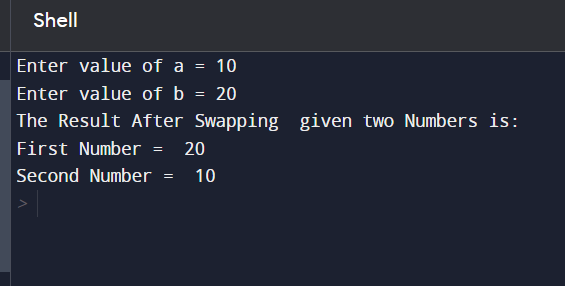 Shell
Enter value of a = 10
Enter value of b = 20
The Result After Swapping  given two Numbers is:
First Number =  20
Second Number =  10
>